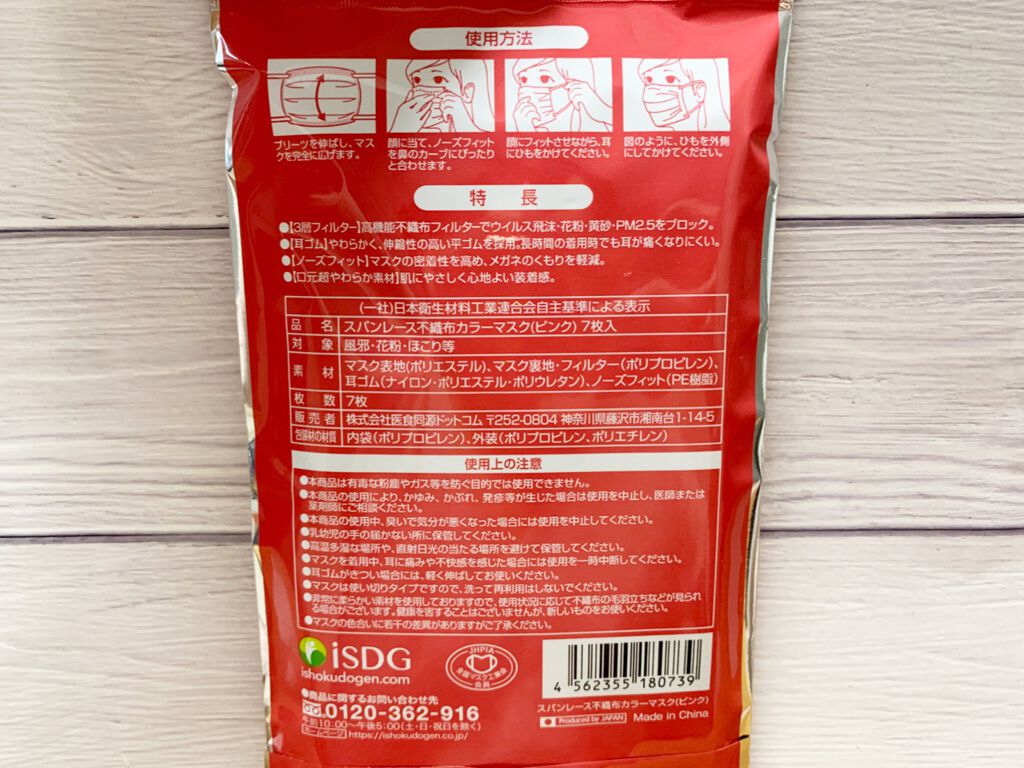 使用方法
プリーツを伸ばし、マス
クを完全に広げます。
顔に当て、ノーズフィット
を鼻のカーブにぴったり
と合わせます。
顔にフィットさせながら、耳
にひもをかけてください。
図のように、ひもを外側
にしてかけてください。
特 長
●【3層フィルター】高機能不織布フィルターでウイルス飛沫・花粉・黄砂・PM2.5をブロック。
●【耳ゴム】やわらかく、伸縮性の高い平ゴムを採用。長時間の着用時でも耳が痛くなりにくい。
●【ノーズフィット】マスクの密着性を高め、メガネのくもりを軽減。
●【口元超やわらか素材】肌にやさしく心地よい装着感。
(一社)日本衛生材料工業連合会自主基準による表示
品 名 スパンレース不織布カラーマスク(ピンク) 7枚入
対 象 風邪・花粉・ほこり等
素 材 マスク表地(ポリエステル)、マスク裏地・フィルター(ポリプロピレン)、
耳ゴム(ナイロン・ポリエステル・ポリウレタン)、ノーズフィット(PE樹脂)
枚 数 7枚
販売者 株式会社医食同源ドットコム 〒252-0804 神奈川県藤沢市湘南台1-14-5
包装材の材質 内袋(ポリプロピレン)、外装(ポリプロピレン、ポリエチレン)
使用上の注意
●本商品は有毒な粉塵やガス等を防ぐ目的では使用できません。
●本商品の使用により、かゆみ、かぶれ、発疹等が生じた場合は使用を中止し、医師または
薬剤師にご相談ください。
●本商品の使用中、臭いで気分が悪くなった場合には使用を中止してください。
●乳幼児の手の届かない所に保管してください。
●高温多湿な場所や、直射日光の当たる場所を避けて保管してください。
●マスクを着用中、耳に痛みや不快感を感じた場合には使用を一時中断してください。
●耳ゴムがきつい場合には、軽く伸ばしてお使いください。
●マスクは使い切りタイプですので、洗って再利用はしないでください。
●非常に柔らかい素材を使用しておりますので、使用状況に応じて不織布の毛羽立ちなどが見られ
る場合がございます。健康を害することはございませんが、新しいものをお使いください。
●マスクの色合いに若干の差異がありますがご了承ください。
iSDG
ishokudogen.com
JHPIA
全国マスク工業会
会員
4 562355 180739
スパンレース不織布カラーマスク(ピンク)
Produced by JAPAN Made in China
●商品に関するお問い合わせ先
0120-362-916
午前10:00～午後5:00(土・日・祝日を除く)
ホームページ https://ishokudogen.co.jp/